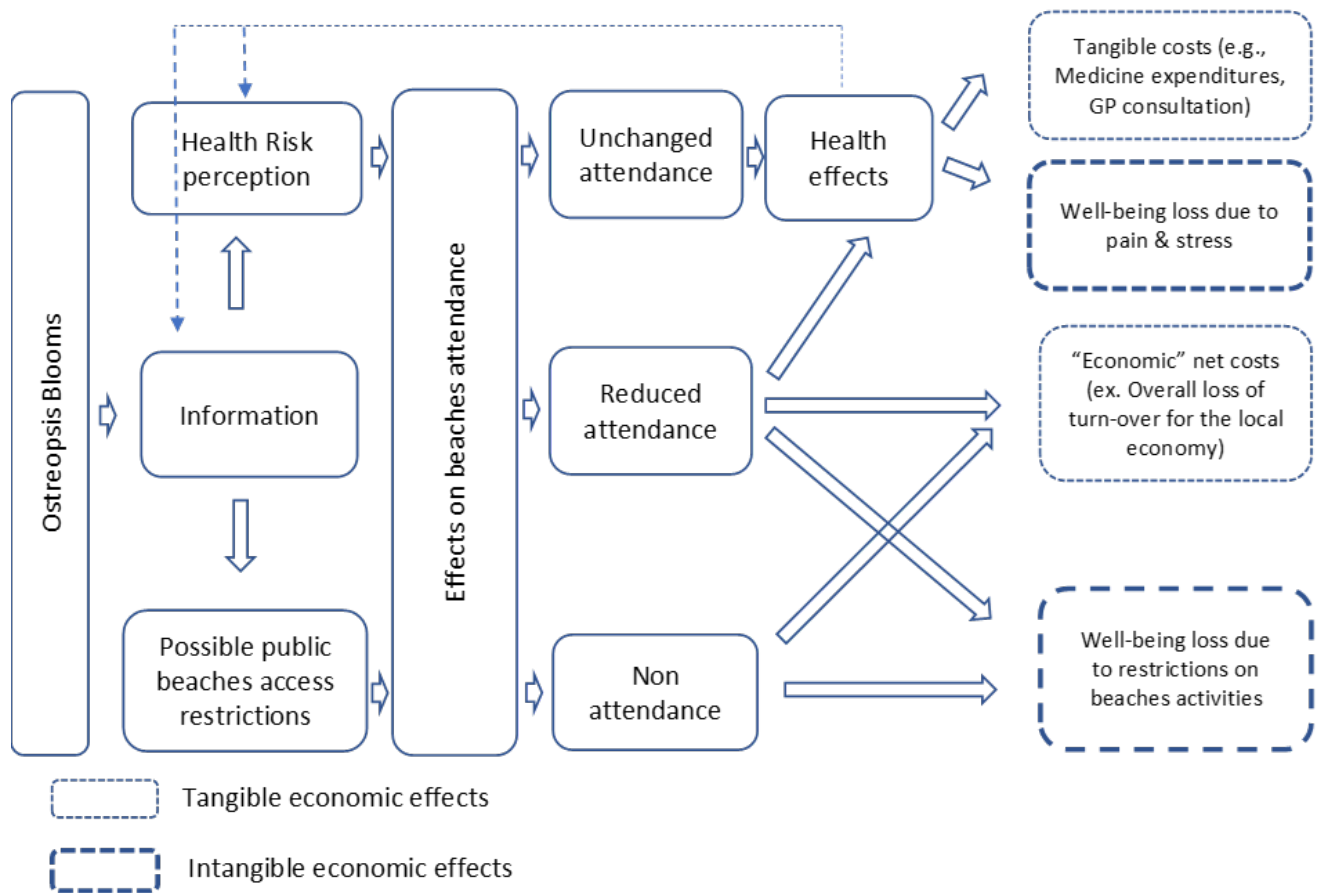 Ostreopsis Blooms
Health Risk
perception
Information
Possible public
beaches access
restrictions
Effects on beaches attendance
Unchanged
attendance
Reduced
attendance
Non
attendance
Health
effects
Tangible costs (e.g.,
Medicine expenditures,
GP consultation)
Well-being loss due to
pain & stress
“Economic” net costs
(ex. Overall loss of
turn-over for the local
economy)
Well-being loss due
to restrictions on
beaches activities
Tangible economic effects
Intangible economic effects